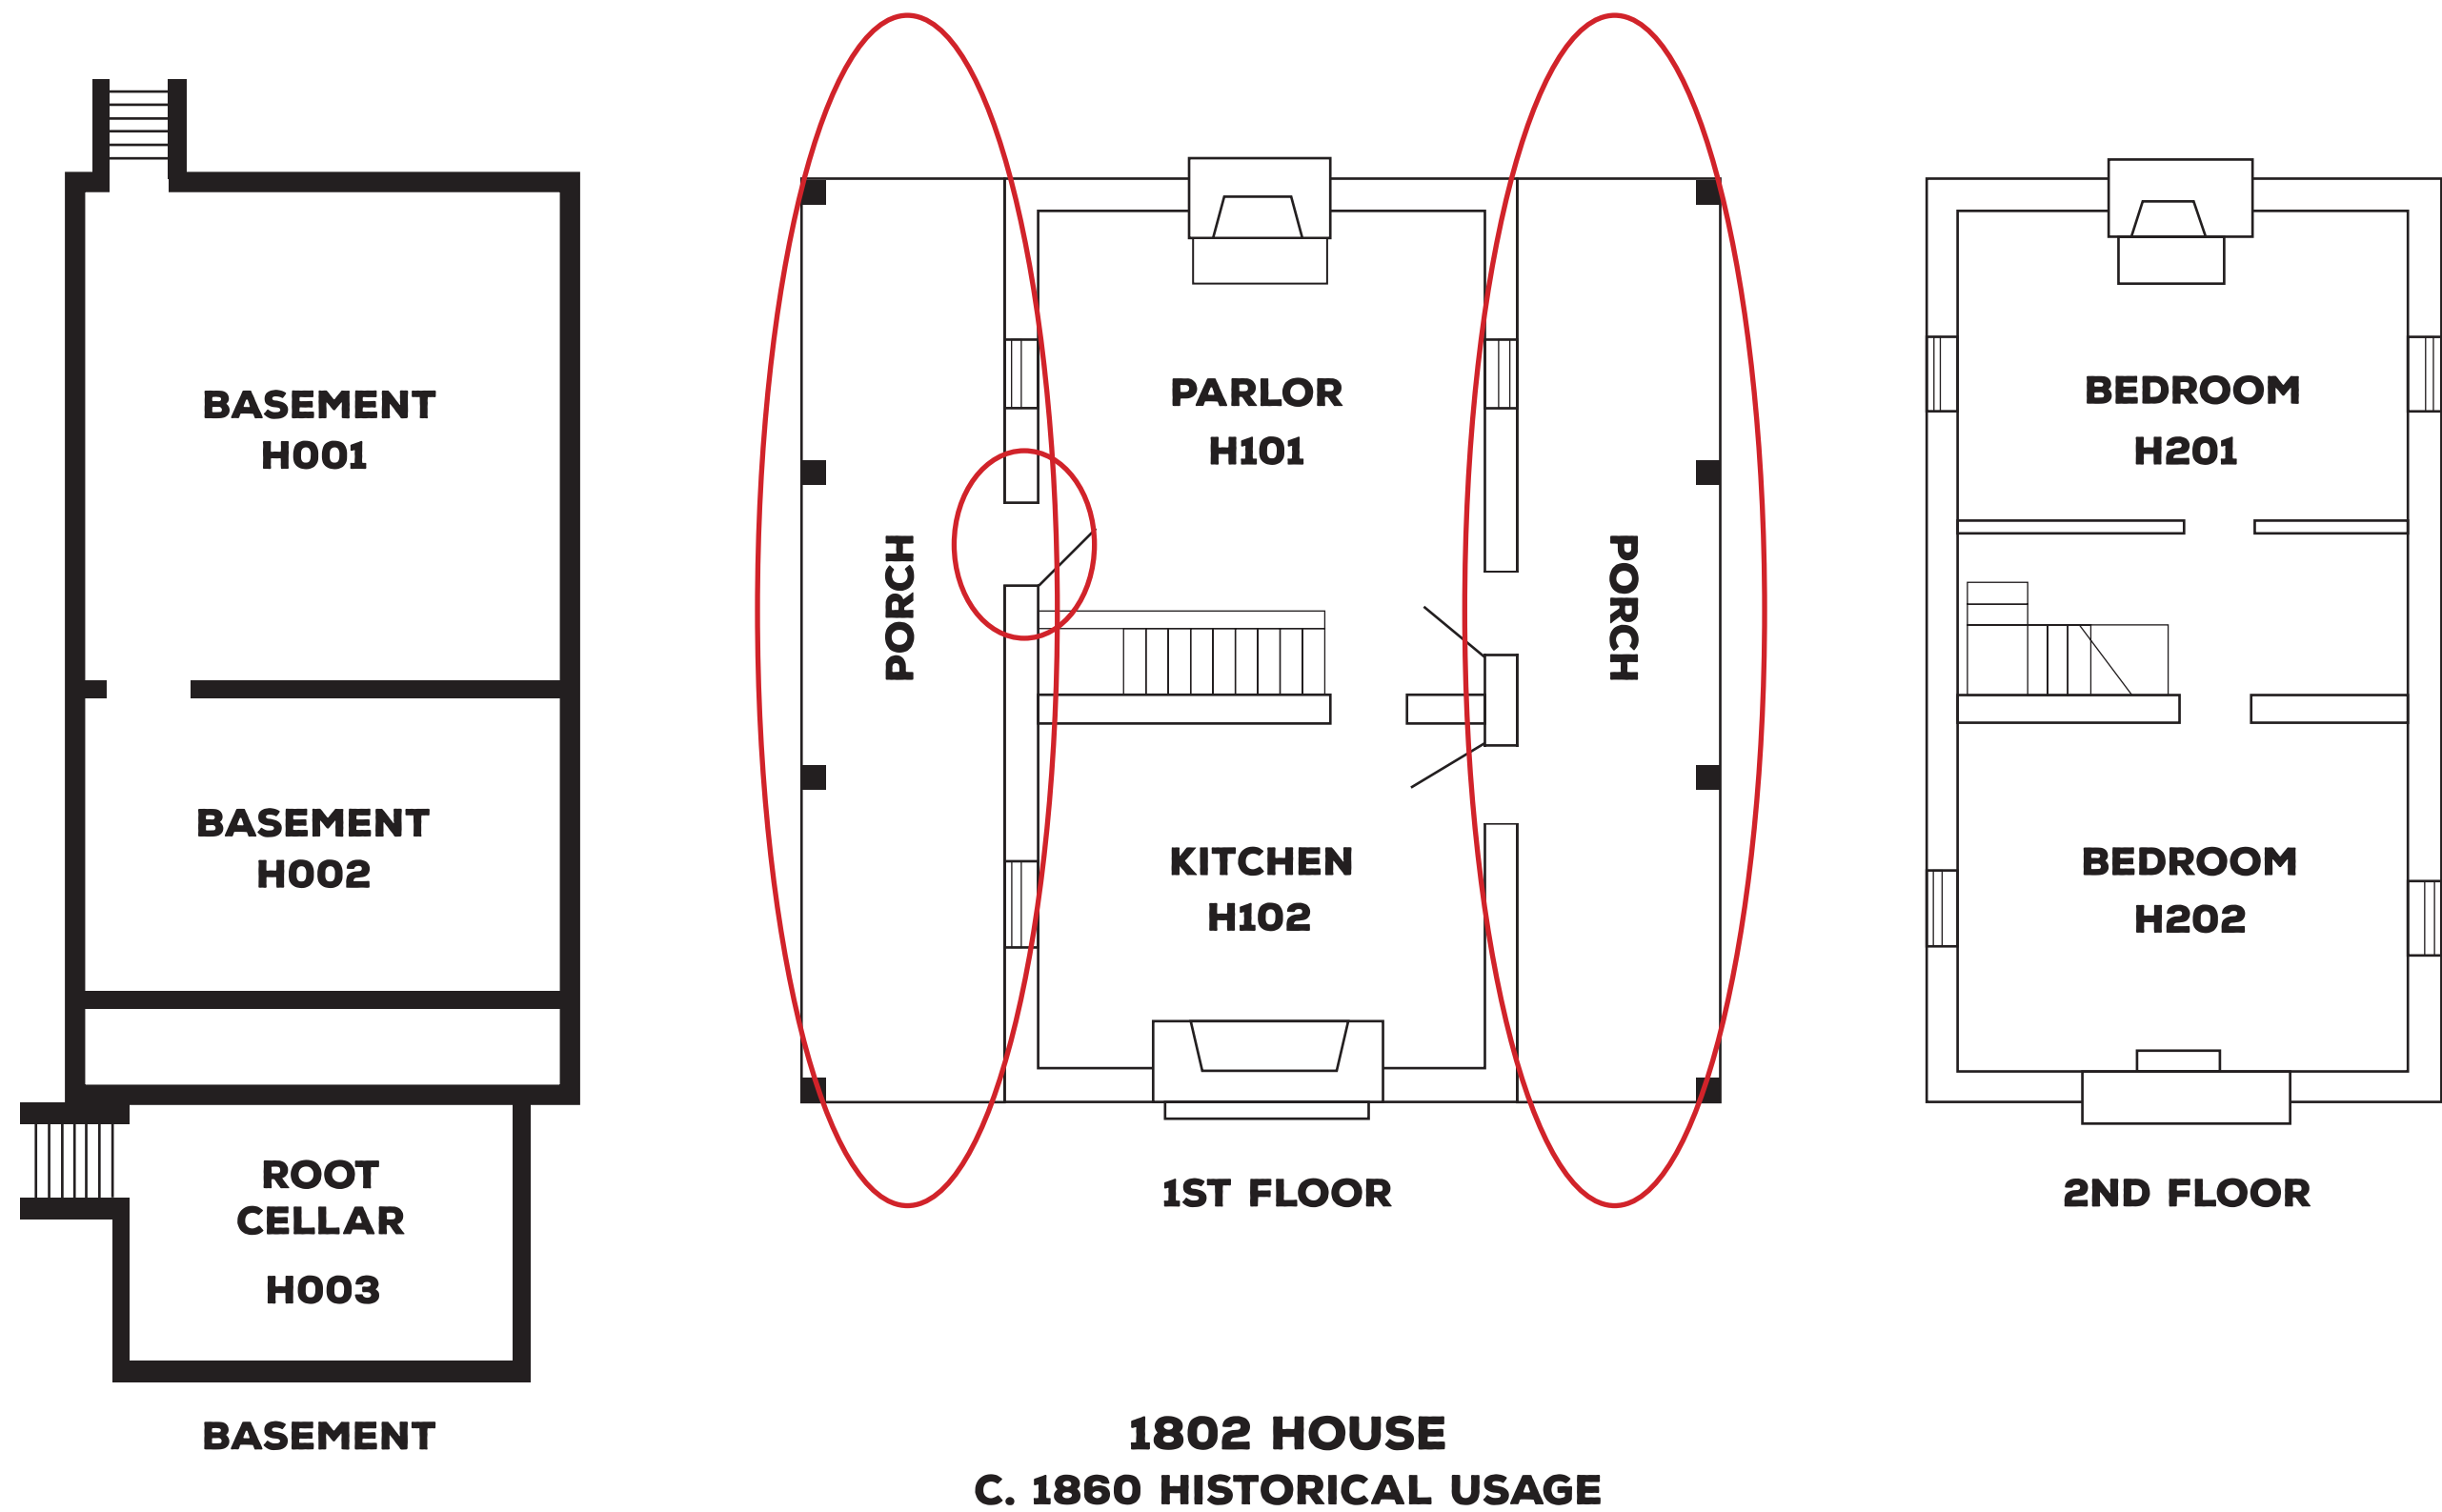 BASEMENT
H001
BASEMENT
H002
ROOT
CELLAR
H003
BASEMENT
PORCH
PARLOR
H101
PORCH
KITCHEN
H102
1ST FLOOR
BEDROOM
H201
BEDROOM
H202
2ND FLOOR
1802 HOUSE
C. 1860 HISTORICAL USAGE